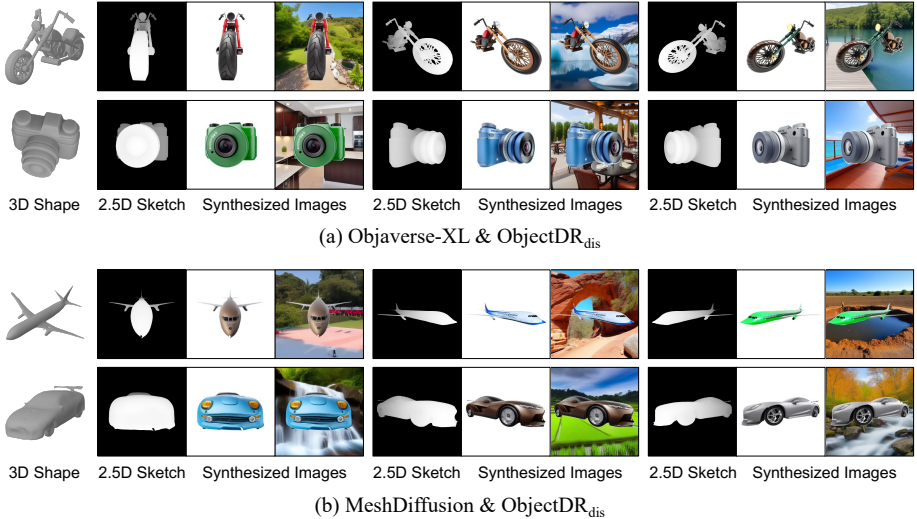 3D Shape 2.5D Sketch Synthesized Images 2.5D Sketch Synthesized Images 2.5D Sketch Synthesized Images
(a) Objaverse-XL & ObjectDR_dis
3D Shape 2.5D Sketch Synthesized Images 2.5D Sketch Synthesized Images 2.5D Sketch Synthesized Images
(b) MeshDiffusion & ObjectDR_dis